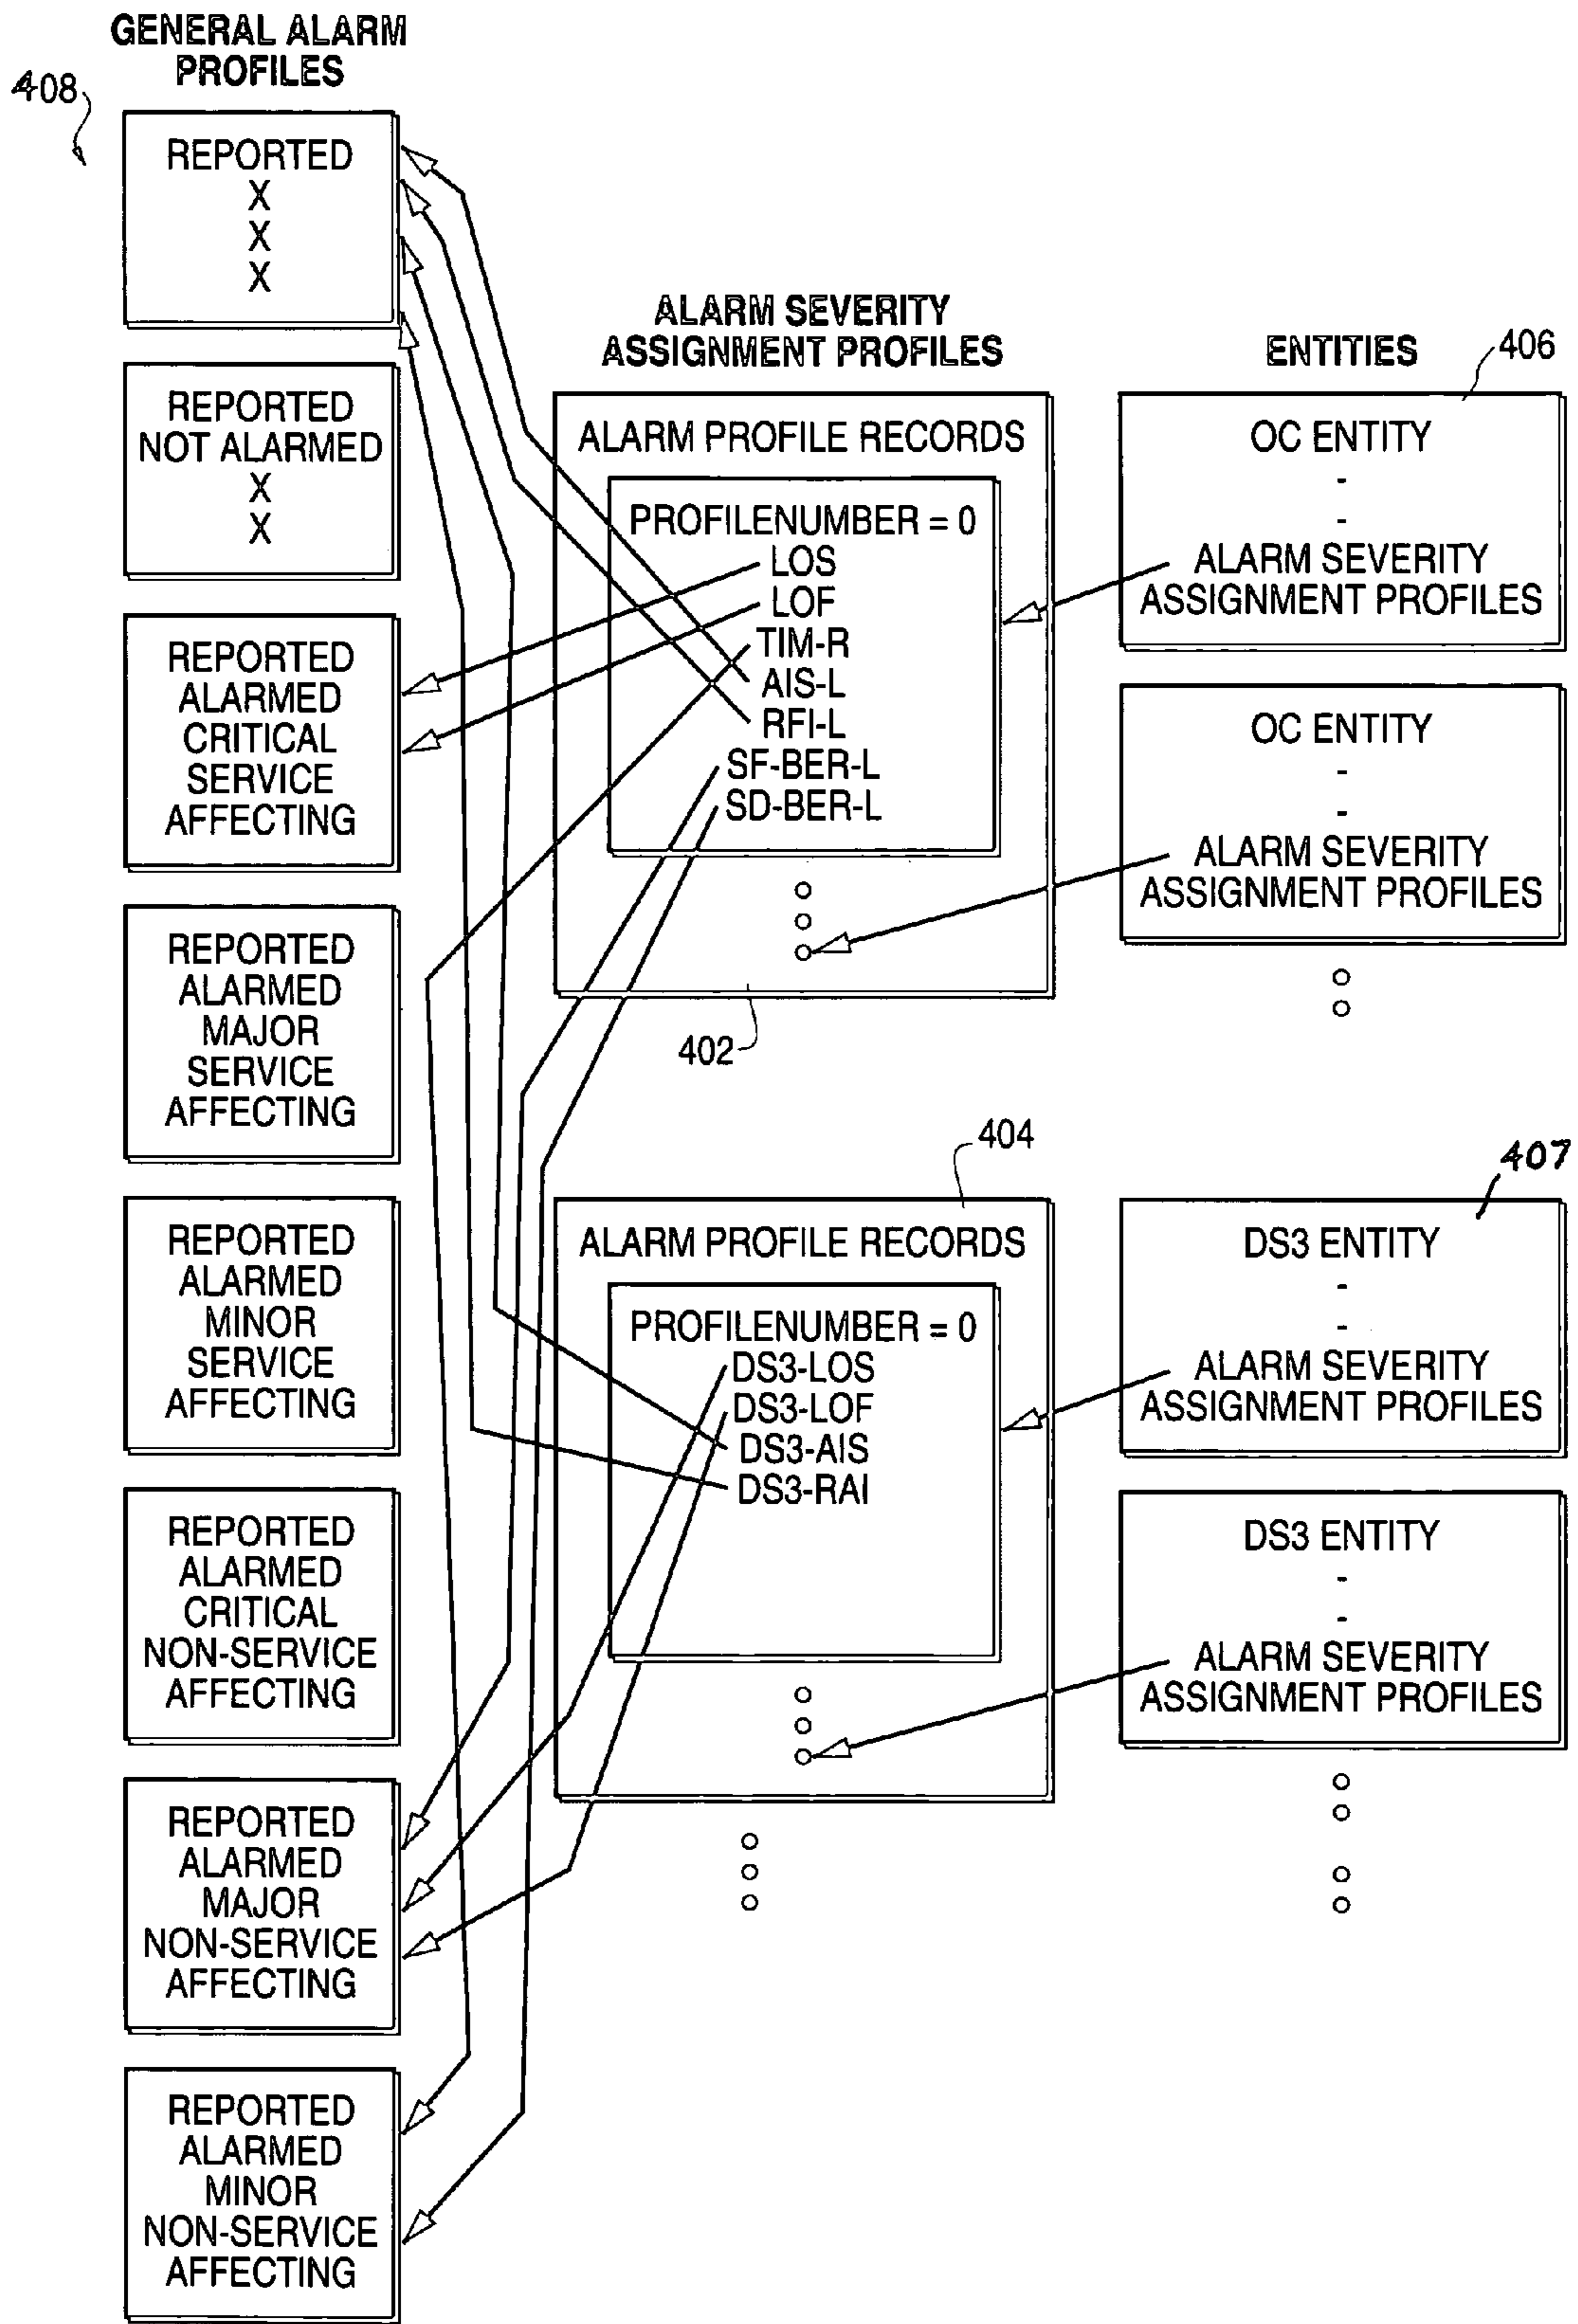 GENERAL ALARM
PROFILES
408
REPORTED
X
X
X
REPORTED
NOT ALARMED
X
X
REPORTED
ALARMED
CRITICAL
SERVICE
AFFECTING
REPORTED
ALARMED
MAJOR
SERVICE
AFFECTING
REPORTED
ALARMED
MINOR
SERVICE
AFFECTING
REPORTED
ALARMED
CRITICAL
NON-SERVICE
AFFECTING
REPORTED
ALARMED
MAJOR
NON-SERVICE
AFFECTING
REPORTED
ALARMED
MINOR
NON-SERVICE
AFFECTING
ALARM SEVERITY
ASSIGNMENT PROFILES
ALARM PROFILE RECORDS
PROFILENUMBER = 0
LOS
LOF
TIM-R
AIS-L
RFI-L
SF-BER-L
SD-BER-L
402
404
ALARM PROFILE RECORDS
PROFILENUMBER = 0
DS3-LOS
DS3-LOF
DS3-AIS
DS3-RAI
ENTITIES
406
OC ENTITY
-
-
ALARM SEVERITY
ASSIGNMENT PROFILES
OC ENTITY
-
-
ALARM SEVERITY
ASSIGNMENT PROFILES
407
DS3 ENTITY
-
-
ALARM SEVERITY
ASSIGNMENT PROFILES
DS3 ENTITY
-
-
ALARM SEVERITY
ASSIGNMENT PROFILES